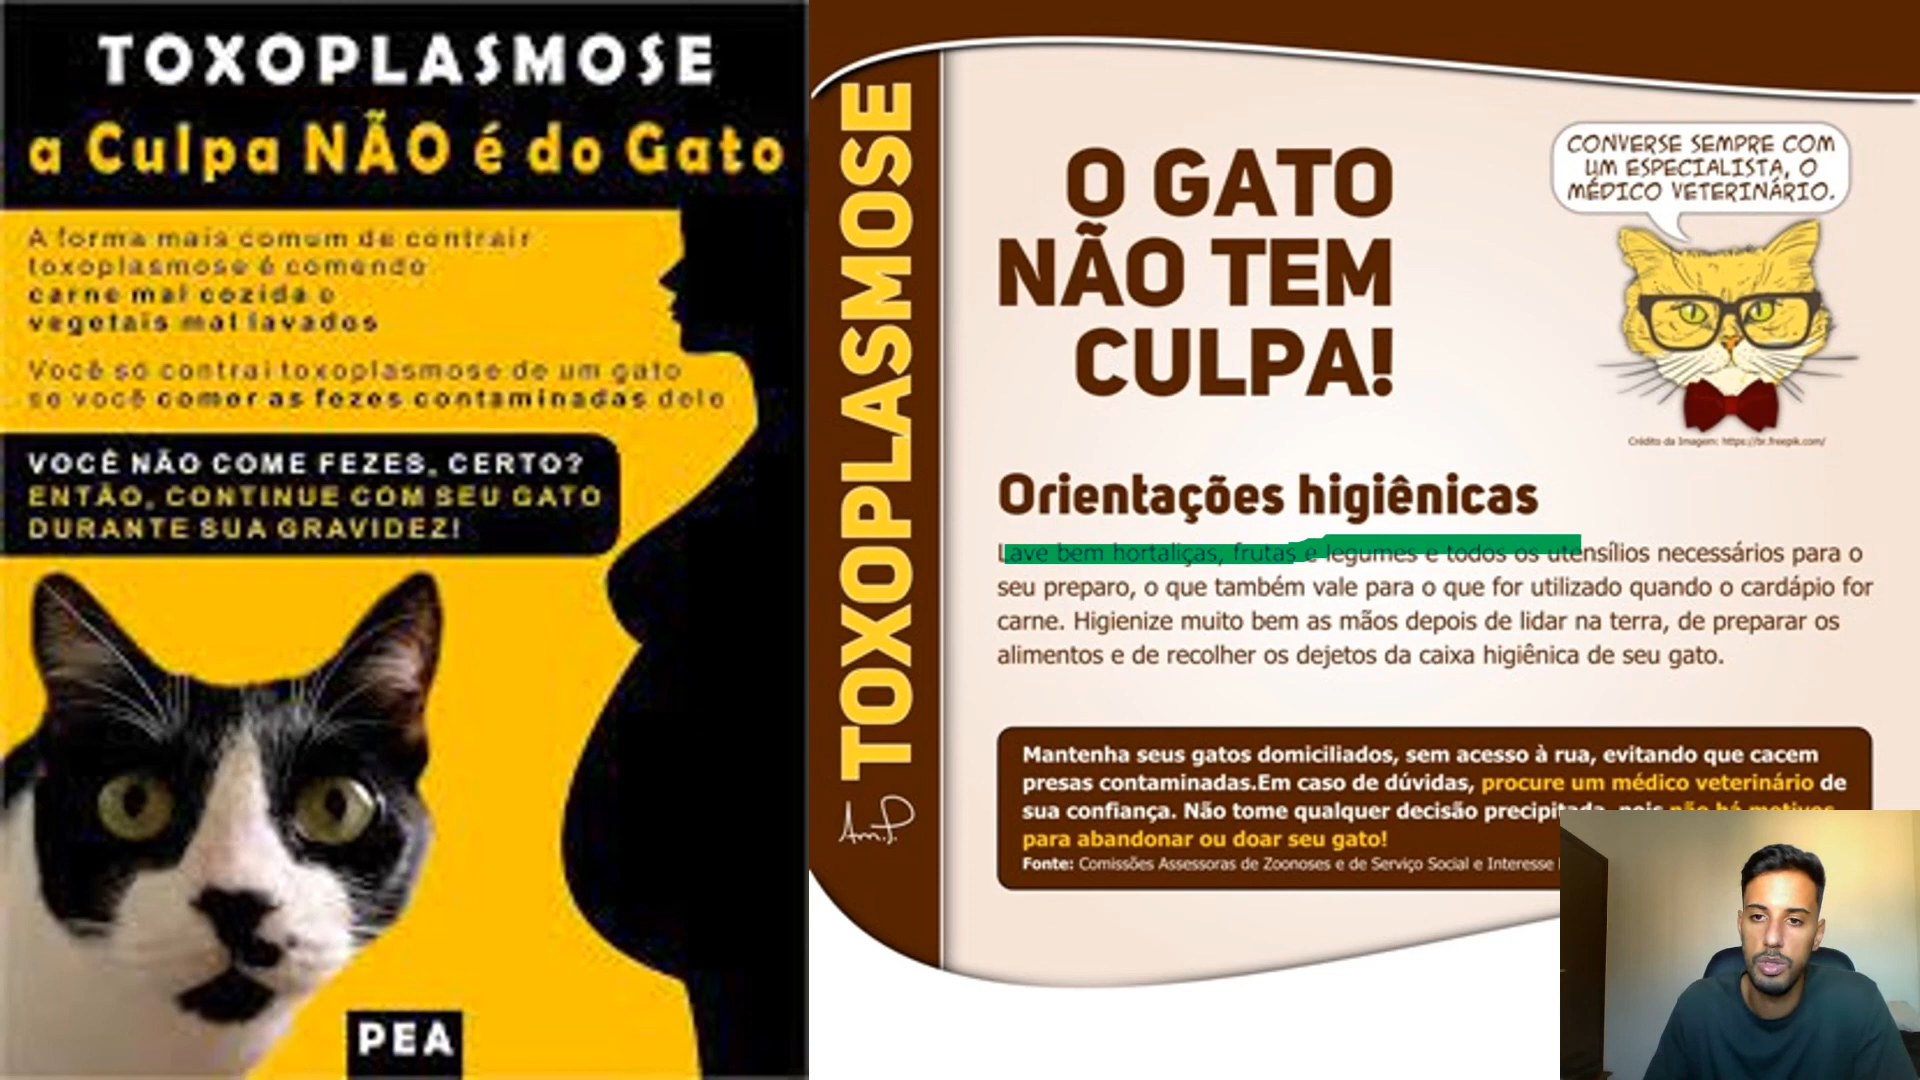 TOXOPLASMOSE
a Culpa NÃO é do Gato
A forma mais comum de contrair
toxoplasmose é comendo
carne mal cozida e
vegetais mal lavados
Você só contrai toxoplasmose de um gato
se você comer as fezes contaminadas dele
VOCÊ NÃO COME FEZES, CERTO?
ENTÃO, CONTINUE COM SEU GATO
DURANTE SUA GRAVIDEZ!
PEA
TOXOPLASMOSE
O GATO
NÃO TEM
CULPA!
CONVERSE SEMPRE COM
UM ESPECIALISTA, O
MÉDICO VETERINÁRIO.
Crédito da Imagem: https://br.freepik.com/
Orientações higiênicas
Lave bem hortaliças, frutas e legumes e todos os utensílios necessários para o
seu preparo, o que também vale para o que for utilizado quando o cardápio for
carne. Higienize muito bem as mãos depois de lidar na terra, de preparar os
alimentos e de recolher os dejetos da caixa higiênica de seu gato.
Mantenha seus gatos domiciliados, sem acesso à rua, evitando que cacem
presas contaminadas.Em caso de dúvidas, procure um médico veterinário de
sua confiança. Não tome qualquer decisão precipitada, pois não há motivos
para abandonar ou doar seu gato!
Fonte: Comissões Assessoras de Zoonoses e de Serviço Social e Interesse